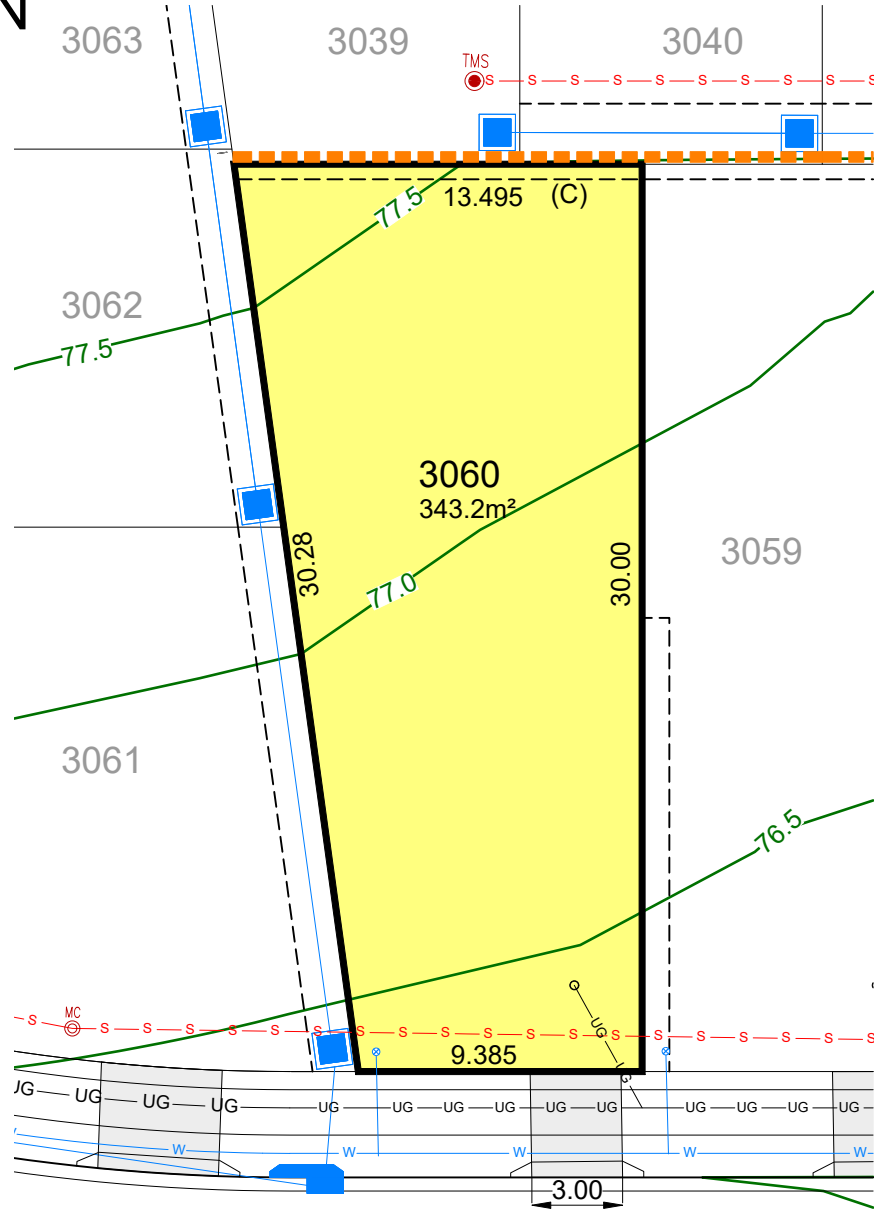 N
3063
3039
3040
TMS
S S S S S S S S S S
77.5
13.495 (C)
3062
77.5
3060
343.2m²
30.28
30.00
3059
77.0
3061
76.5
S
MC
S S S S S S S S S S S S S S S S S S S
UG
9.385
UG
UG UG UG UG UG UG UG UG UG UG UG UG
W W W W W
3.00